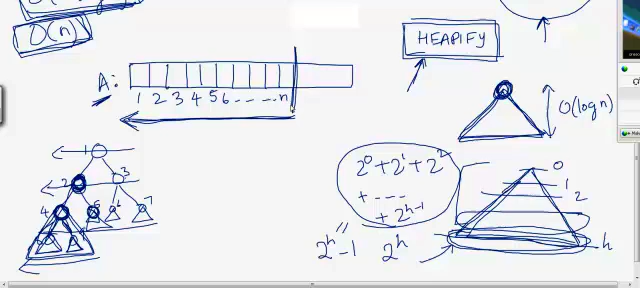 O(n)
HEAPIFY
A:
1 2 3 4 5 6 - - - . ... n
O(log n)
1
2 3
4 5 6 7
2⁰+2¹+2²
+ - - -
+ 2ʰ⁻¹
"
2ʰ-1 2ʰ
0
1
2
h